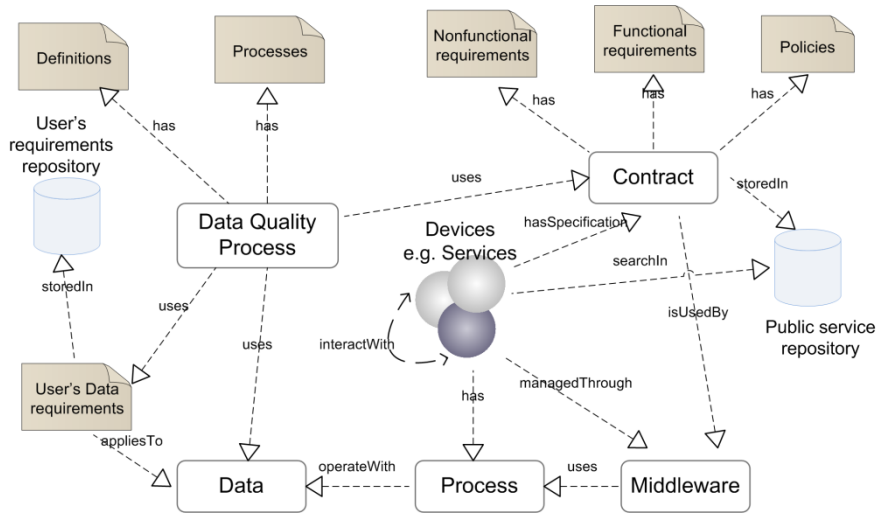 Definitions
Processes
Nonfunctional
requirements
Functional
requirements
Policies
has
has
has
has
has
User's
requirements
repository
Data Quality
Process
uses
Contract
storedIn
Devices
e.g. Services
hasSpecification
searchIn
storedIn
uses
uses
interactWith
isUsedBy
Public service
repository
User's Data
requirements
has
managedThrough
appliesTo
Data
operateWith
Process
uses
Middleware